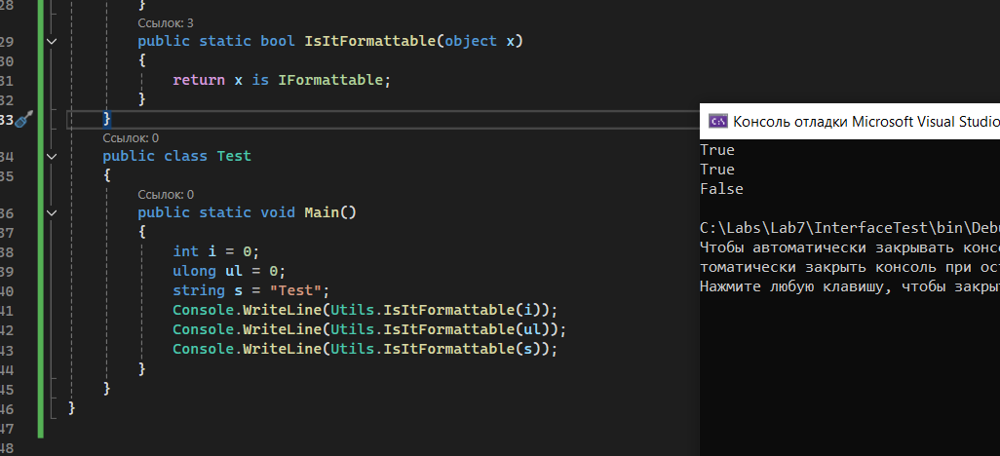 28 }
Ссылок: 3
29 public static bool IsItFormattable(object x)
30 {
31 return x is IFormattable;
32 }
33 }
Ссылок: 0
34 public class Test
35 {
Ссылок: 0
36 public static void Main()
37 {
38 int i = 0;
39 ulong ul = 0;
40 string s = "Test";
41 Console.WriteLine(Utils.IsItFormattable(i));
42 Console.WriteLine(Utils.IsItFormattable(ul));
43 Console.WriteLine(Utils.IsItFormattable(s));
44 }
45 }
46 }
47
48
C:\ Консоль отладки Microsoft Visual Studio
True
True
False
C:\Labs\Lab7\InterfaceTest\bin\Deb
Чтобы автоматически закрывать конс
томатически закрыть консоль при ост
Нажмите любую клавишу, чтобы закры